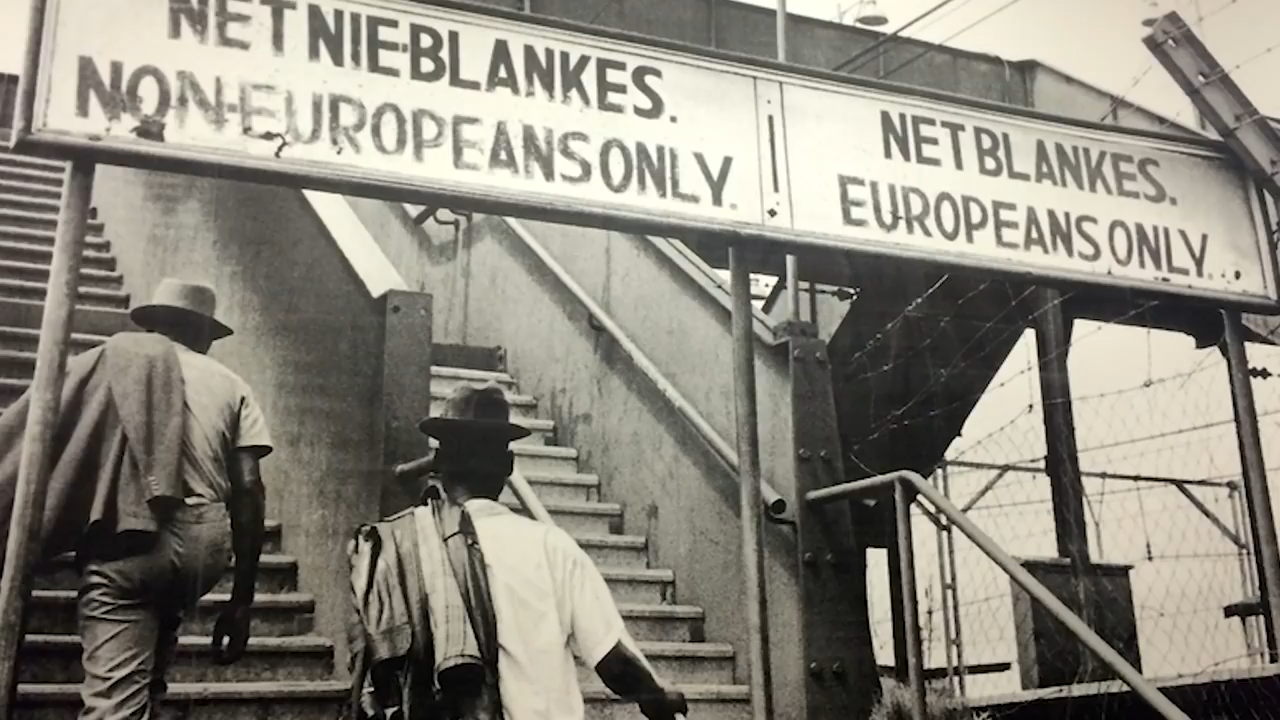 NET NIE-BLANKES.
NON-EUROPEANS ONLY.
NET BLANKES.
EUROPEANS ONLY.